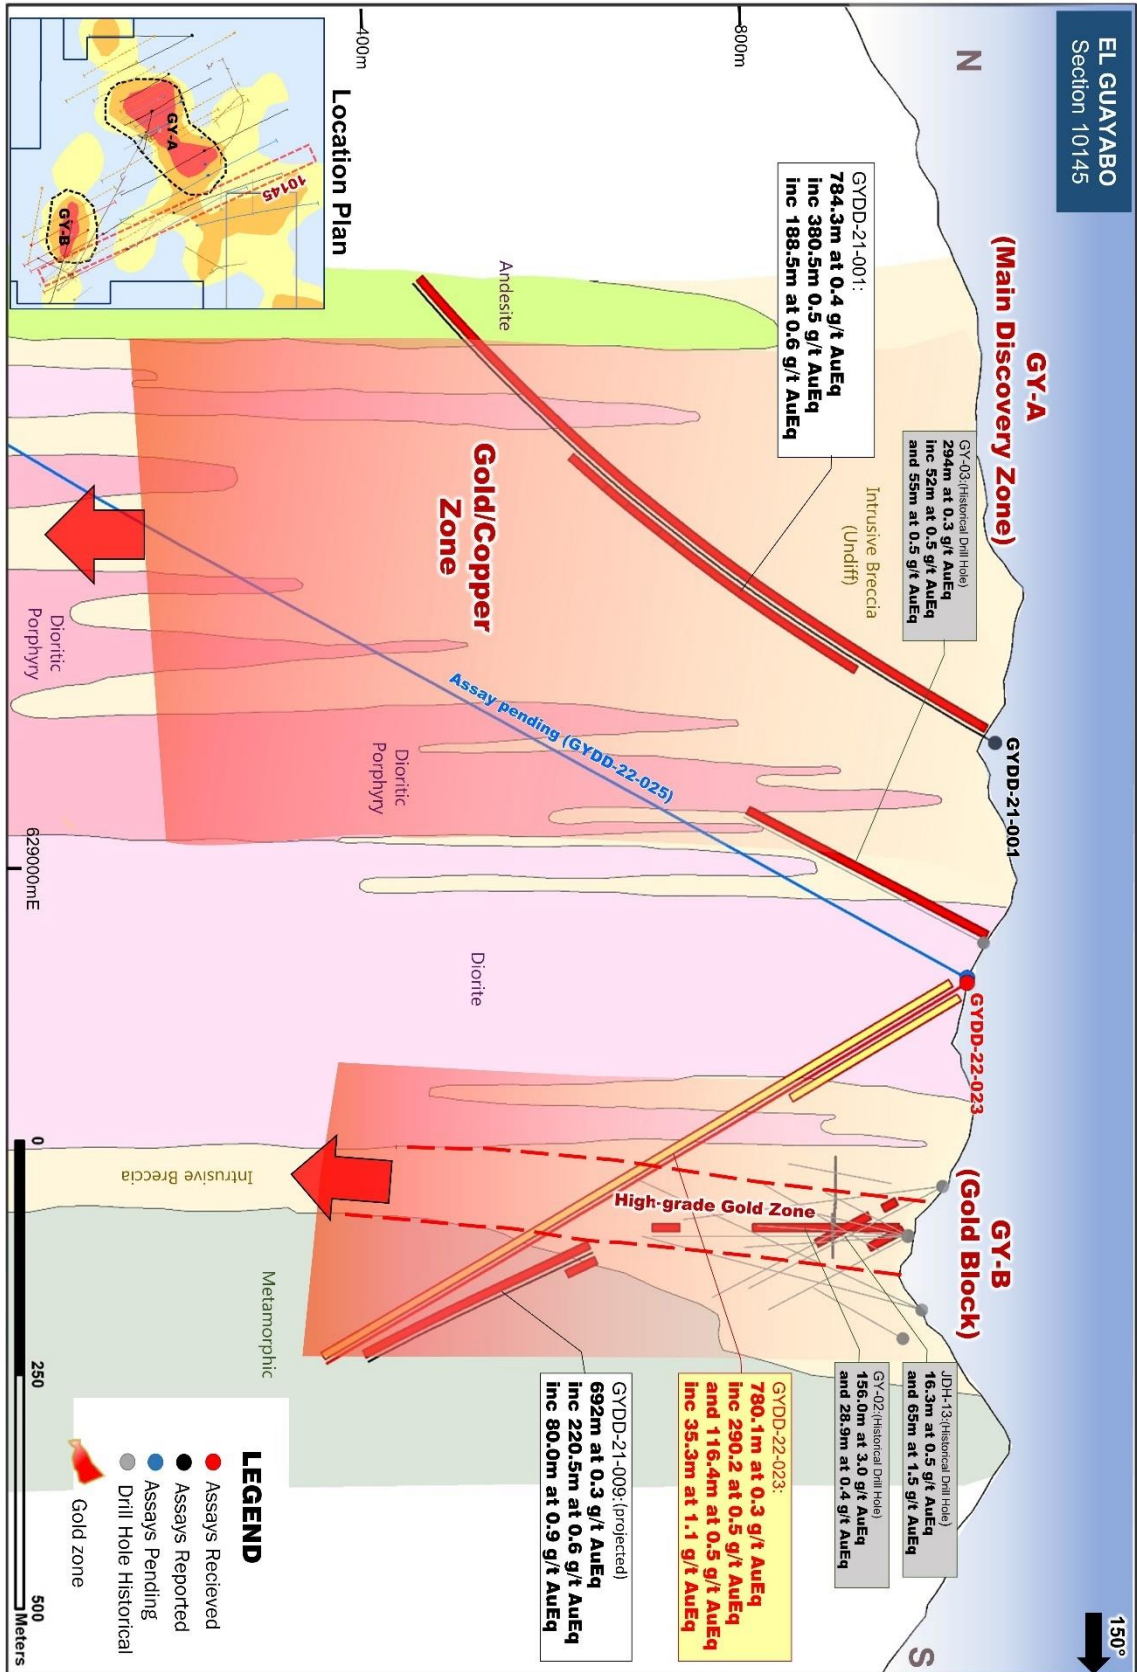 EL GUAYABO
Section 10145
N
150°
S
GY-A
(Main Discovery Zone)
GY-B
(Gold Block)
800m
400m
GYDD-21-001:
784.3m at 0.4 g/t AuEq
inc 380.5m 0.5 g/t AuEq
inc 188.5m at 0.6 g/t AuEq
GY-03:(Historical Drill Hole)
294m at 0.3 g/t AuEq
inc 52m at 0.5 g/t AuEq
and 55m at 0.5 g/t AuEq
GYDD-21-001
GYDD-22-023
JDH-13:(Historical Drill Hole)
16.3m at 0.5 g/t AuEq
and 65m at 1.5 g/t AuEq
GY-02:(Historical Drill Hole)
156.0m at 3.0 g/t AuEq
and 28.9m at 0.4 g/t AuEq
GYDD-22-023:
780.1m at 0.3 g/t AuEq
inc 290.2 at 0.5 g/t AuEq
and 116.4m at 0.5 g/t AuEq
inc 35.3m at 1.1 g/t AuEq
GYDD-21-009:(projected)
692m at 0.3 g/t AuEq
inc 220.5m at 0.6 g/t AuEq
inc 80.0m at 0.9 g/t AuEq
Intrusive Breccia
(Undiff)
High-grade Gold Zone
Andesite
Gold/Copper
Zone
Assay pending (GYDD-22-025)
Dioritic
Porphyry
Diorite
Dioritic
Porphyry
Intrusive Breccia
Metamorphic
Location Plan
GY-A
GY-B
10145
629000mE
LEGEND
Assays Recieved
Assays Reported
Assays Pending
Drill Hole Historical
Gold zone
0
250
500
Meters